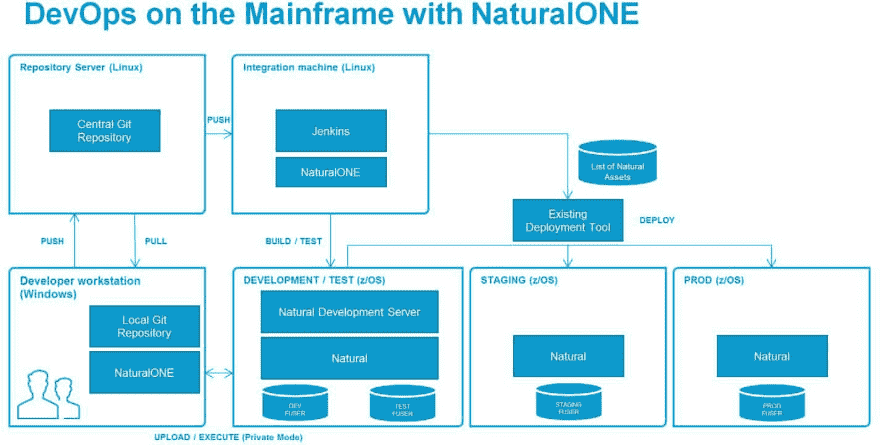 DevOps on the Mainframe with NaturalONE
Repository Server (Linux)
Central Git
Repository
PUSH
Integration machine (Linux)
Jenkins
NaturalONE
List of Natural
Assets
Existing
Deployment Tool
DEPLOY
PUSH
PULL
BUILD / TEST
Developer workstation
(Windows)
Local Git
Repository
NaturalONE
DEVELOPMENT / TEST (z/OS)
Natural Development Server
Natural
DEV
FUSER
TEST
FUSER
STAGING (z/OS)
Natural
STAGING
FUSER
PROD (z/OS)
Natural
PROD
FUSER
UPLOAD / EXECUTE (Private Mode)